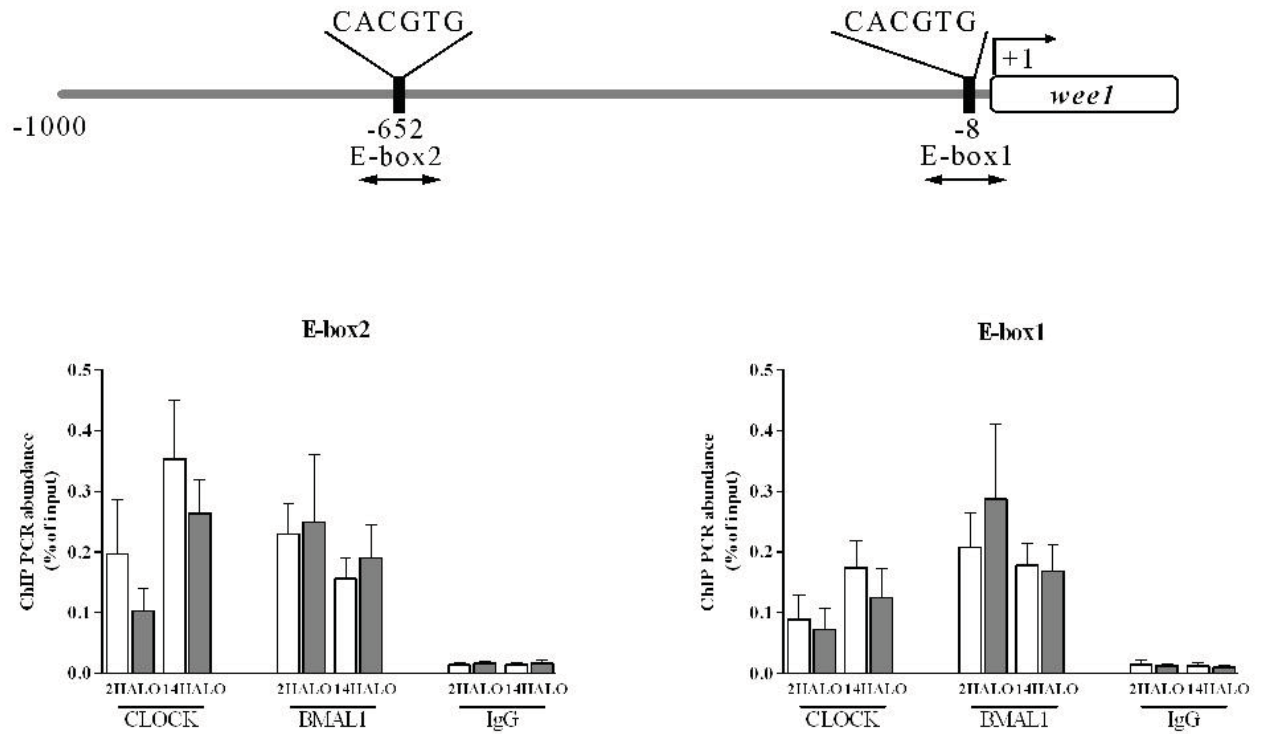 CACGTG CACGTG
+1
wee1
-1000 -652 -8
E-box2 E-box1
E-box2
0.5
0.4
0.3
0.2
0.1
0.0
ChIP PCR abundance
(% of input)
2HALO 14HALO 2HALO 14HALO 2HALO 14HALO
CLOCK BMAL1 IgG
E-box1
0.5
0.4
0.3
0.2
0.1
0.0
ChIP PCR abundance
(% of input)
2HALO 14HALO 2HALO 14HALO 2HALO 14HALO
CLOCK BMAL1 IgG